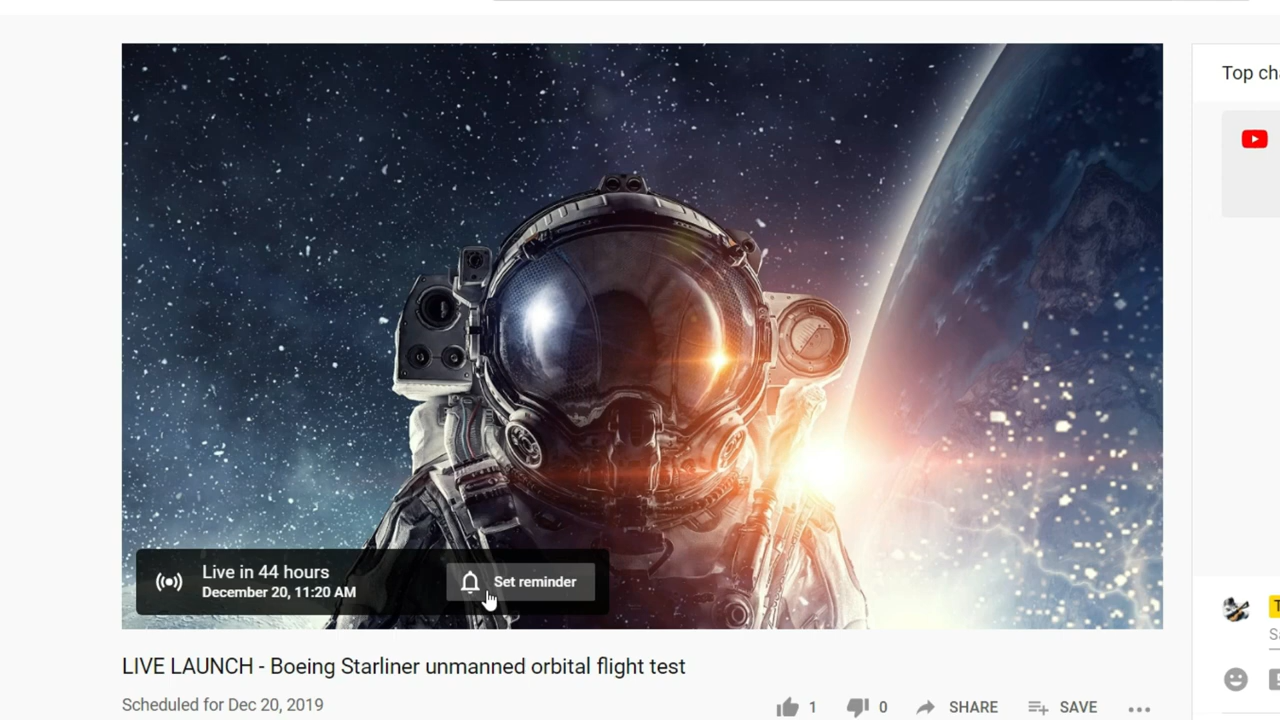 Top
Live in 44 hours
December 20, 11:20 AM
Set reminder
LIVE LAUNCH - Boeing Starliner unmanned orbital flight test
Scheduled for Dec 20, 2019
1
0
SHARE
SAVE